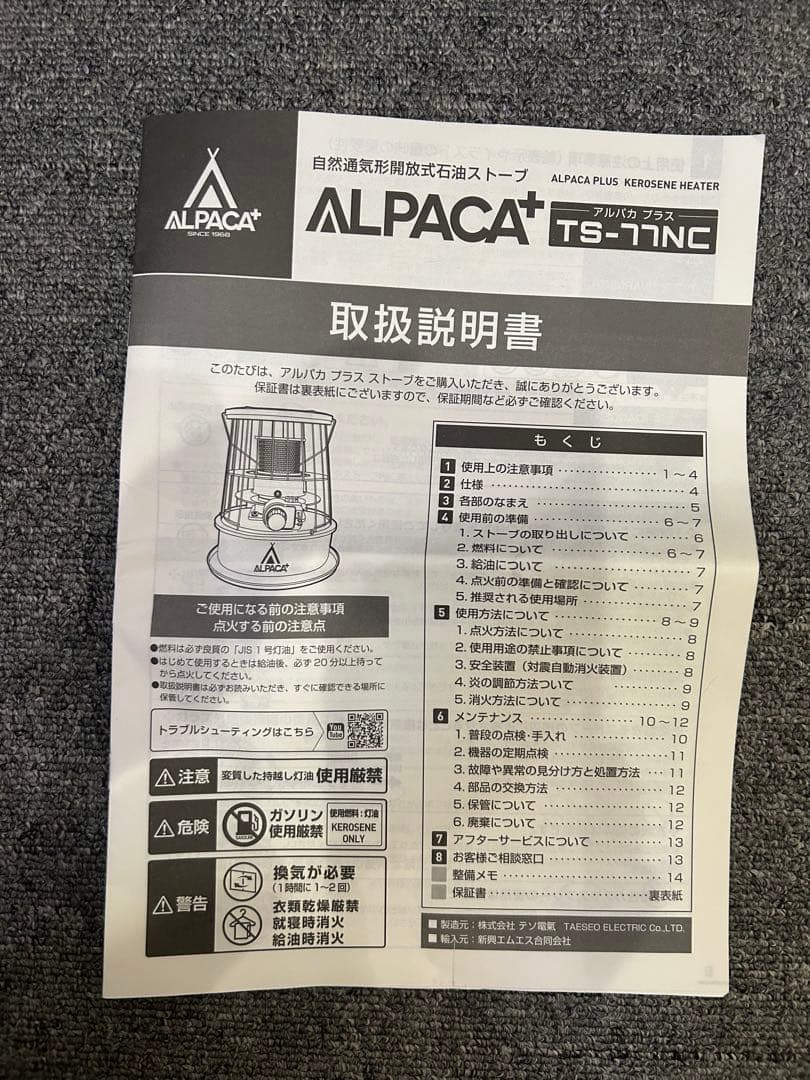 ALPACA+
SINCE 1968
自然通気形開放式石油ストーブ
ALPACA PLUS KEROSENE HEATER
ALPACA+
アルパカ プラス
TS-77NC
取扱説明書
このたびは、アルパカ プラス ストーブをご購入いただき、誠にありがとうございます。
保証書は裏表紙にございますので、保証期間など必ずご確認ください。
ALPACA+
ご使用になる前の注意事項
点火する前の注意点
●燃料は必ず良質の「JIS 1 号灯油」をご使用ください。
●はじめて使用するときは給油後、必ず 20 分以上待って
から点火してください。
●取扱説明書は必ずお読みいただき、すぐに確認できる場所に
保管してください。
トラブルシューティングはこちら
You Tube
注意 変質した持越し灯油 使用厳禁
危険
GASOLINE
ガソリン
使用厳禁
使用燃料:灯油
KEROSENE
ONLY
警告
換気が必要
(1時間に 1〜2 回)
衣類乾燥厳禁
就寝時消火
給油時消火
もくじ
1 使用上の注意事項 ················ 1〜4
2 仕様 ································ 4
3 各部のなまえ ······················ 5
4 使用前の準備 ···················· 6〜7
1. ストーブの取り出しについて ····· 6
2. 燃料について ·················· 6〜7
3. 給油について ···················· 7
4. 点火前の準備と確認について ····· 7
5. 推奨される使用場所 ·············· 7
5 使用方法について ················ 8〜9
1. 点火方法について ················ 8
2. 使用用途の禁止事項について ····· 8
3. 安全装置（対震自動消火装置） ··· 8
4. 炎の調節方法ついて ·············· 9
5. 消火方法について ················ 9
6 メンテナンス ···················· 10〜12
1. 普段の点検・手入れ ·············· 10
2. 機器の定期点検 ·················· 11
3. 故障や異常の見分け方と処置方法 ··· 11
4. 部品の交換方法 ·················· 12
5. 保管について ···················· 12
6. 廃棄について ···················· 12
7 アフターサービスについて ········ 13
8 お客様ご相談窓口 ················ 13
整備メモ ···························· 14
保証書 ···························· 裏表紙
■ 製造元 : 株式会社 テソ電氣 TAESEO ELECTRIC Co.,LTD.
■ 輸入元 : 新興エムエス合同会社